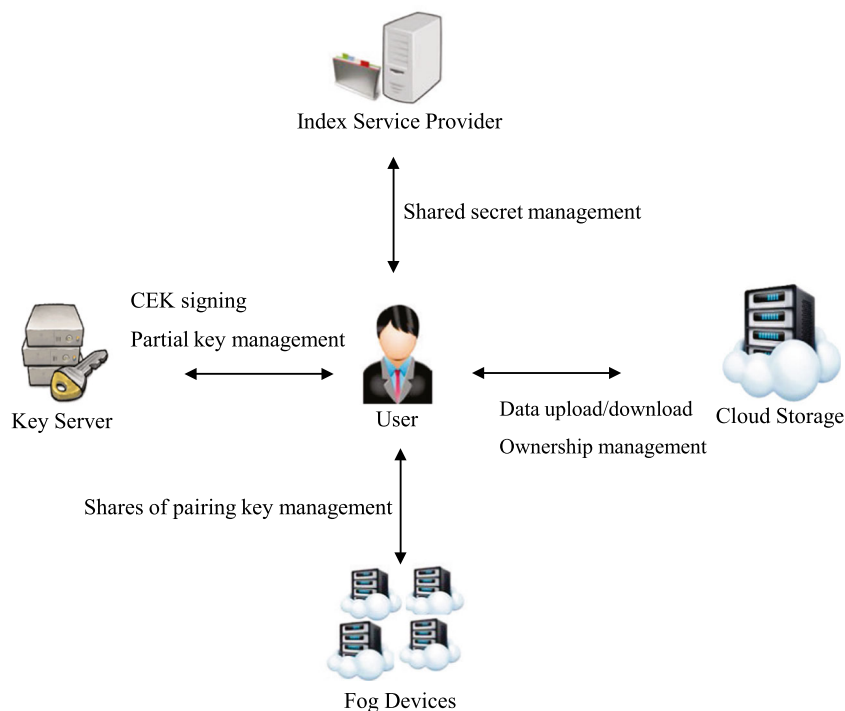 Index Service Provider
Shared secret management
CEK signing
Partial key management
Key Server
User
Data upload/download
Ownership management
Cloud Storage
Shares of pairing key management
Fog Devices